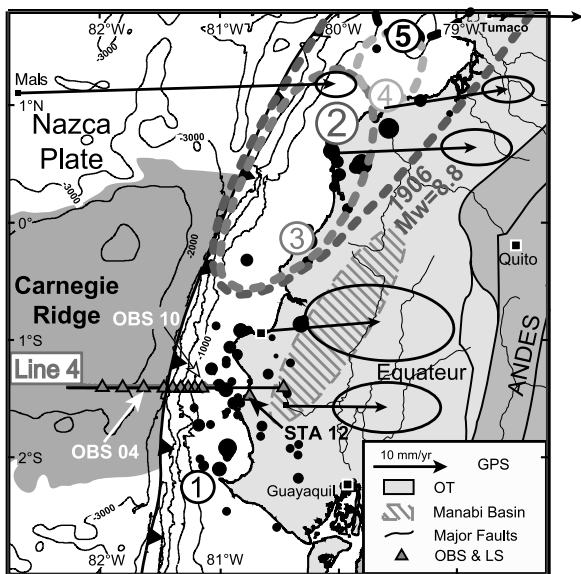 82°W
81°W
80°W
79°W
-3000
5
Tumaco
Mals
4
1°N
Nazca
Plate
-3000
2
1906
Mw=8.8
-3000
-2000
0°
3
Quito
Carnegie
Ridge
OBS 10
1°S
-1000
Line 4
Equateur
ANDES
OBS 04
STA 12
2°S
1
Guayaquil
10 mm/yr
GPS
OT
Manabi Basin
Major Faults
OBS & LS
-3000
82°W
81°W